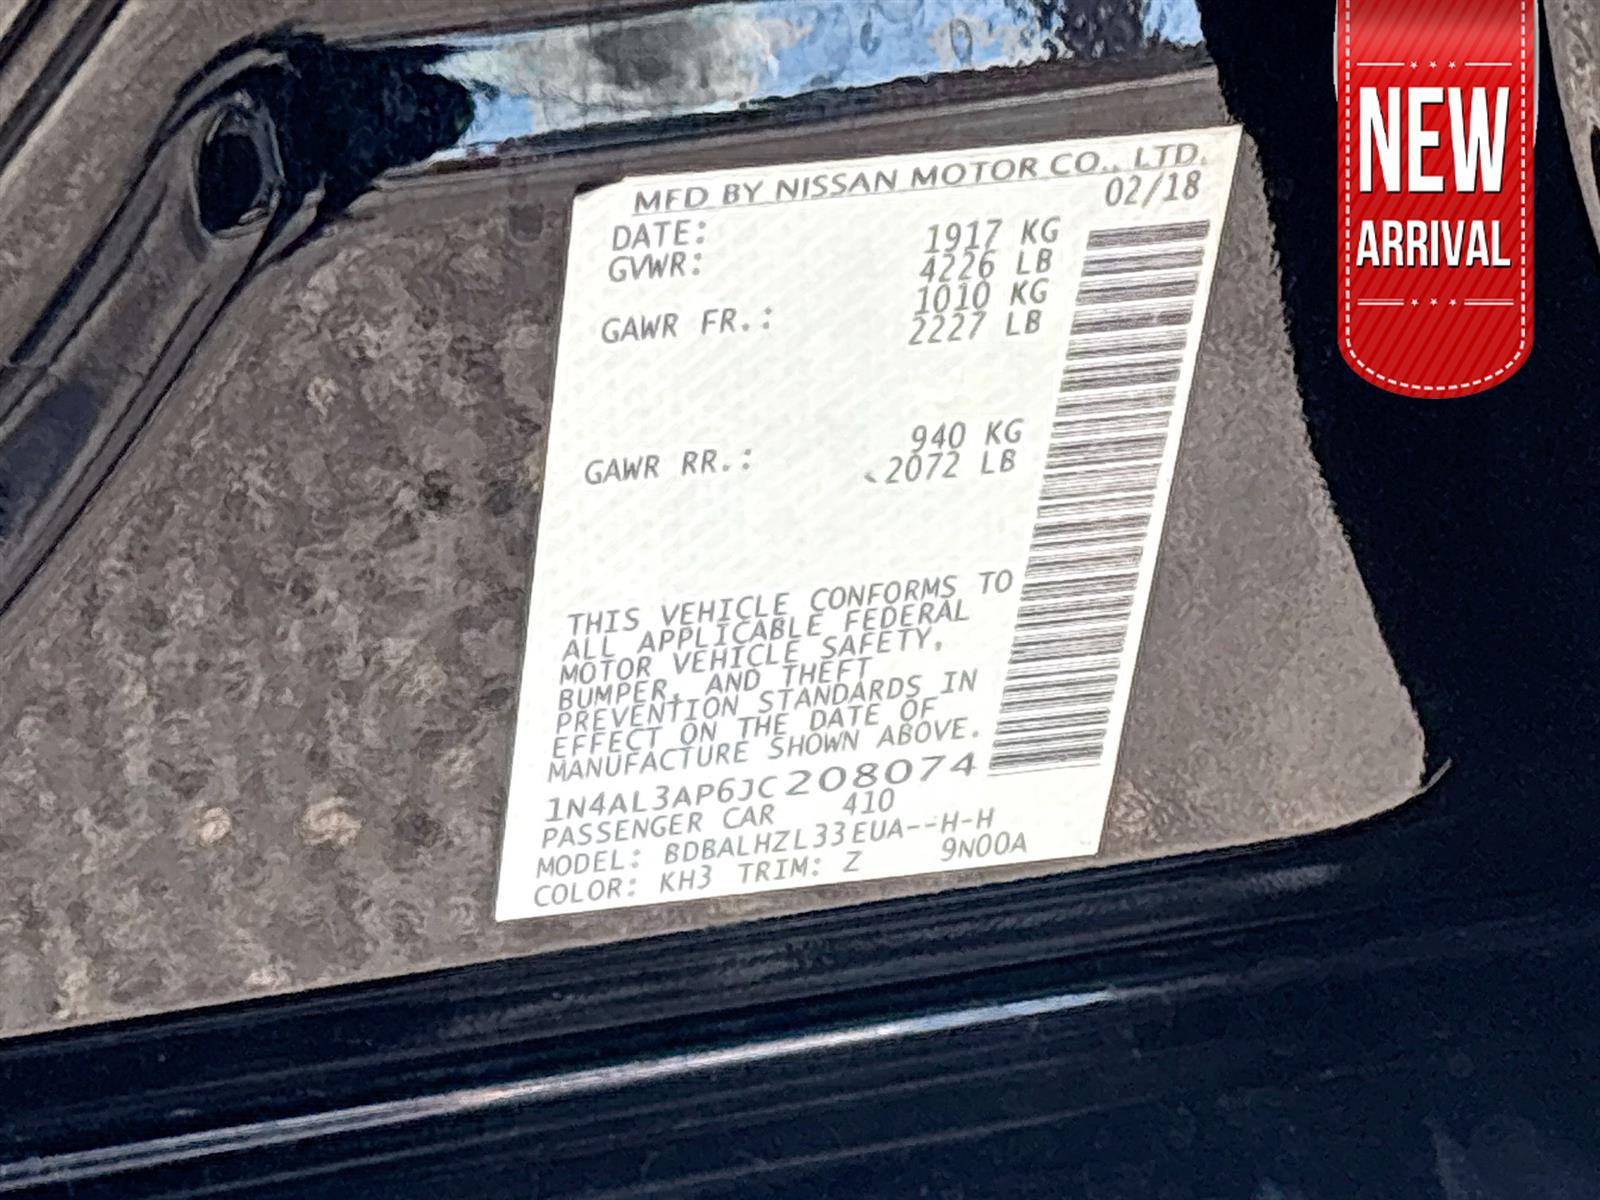 MFD BY NISSAN MOTOR CO., LTD.
DATE: 02/18
GVWR: 1917 KG
4226 LB
GAWR FR.: 1010 KG
2227 LB
GAWR RR.: 940 KG
2072 LB
THIS VEHICLE CONFORMS TO
ALL APPLICABLE FEDERAL
MOTOR VEHICLE SAFETY,
BUMPER, AND THEFT
PREVENTION STANDARDS IN
EFFECT ON THE DATE OF
MANUFACTURE SHOWN ABOVE.
1N4AL3AP6JC208074
PASSENGER CAR 410
MODEL: BDBALHZL33EUA--H-H
COLOR: KH3 TRIM: Z 9N00A
NEW
ARRIVAL